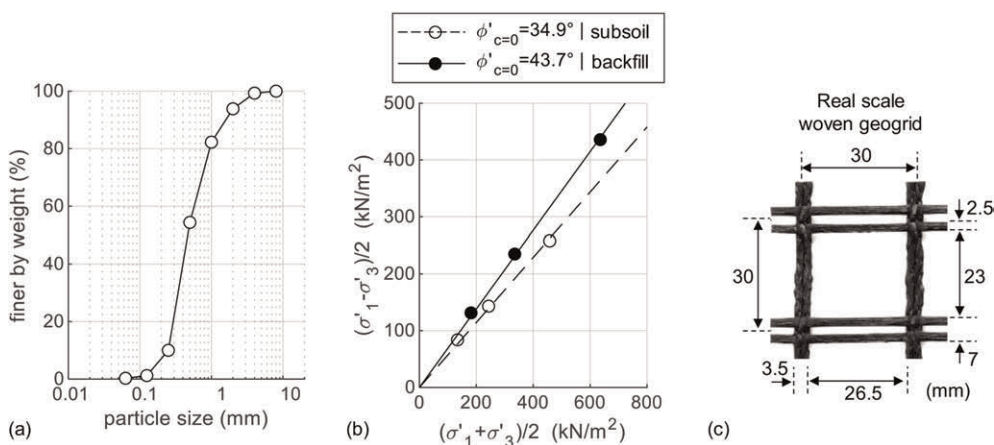 ϕ'c=0=34.9° | subsoil
ϕ'c=0=43.7° | backfill
(a)
finer by weight (%)
100
80
60
40
20
0
0.01
0.1
1
10
particle size (mm)
(b)
(σ'1-σ'3)/2 (kN/m²)
500
400
300
200
100
0
0
200
400
600
800
(σ'1+σ'3)/2 (kN/m²)
(c)
Real scale
woven geogrid
30
2.5
30
23
7
3.5
26.5
(mm)